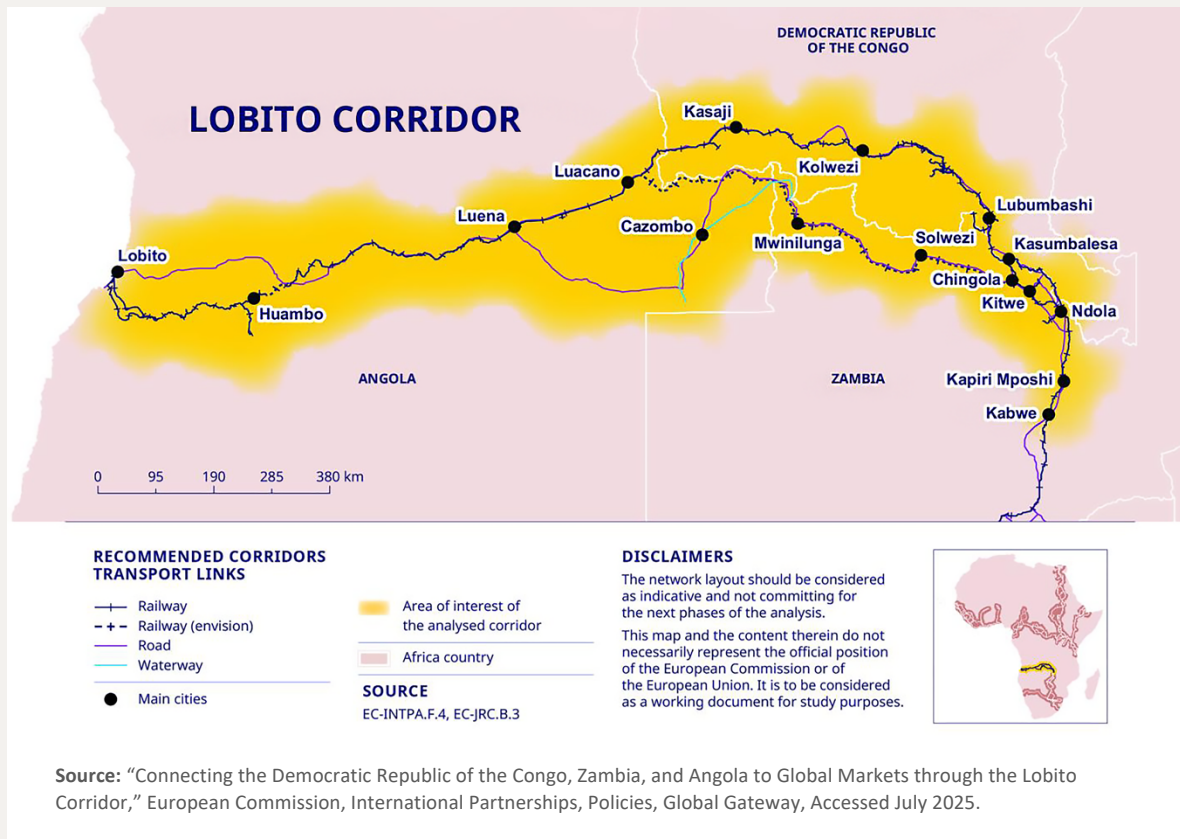 DEMOCRATIC REPUBLIC
OF THE CONGO
LOBITO CORRIDOR
Kasaji
Kolwezi
Luacano
Luena
Cazombo
Lubumbashi
Lobito
Mwinilunga
Solwezi
Kasumbalesa
Chingola
Kitwe
Huambo
Ndola
ANGOLA
ZAMBIA
Kapiri Mposhi
Kabwe
0 95 190 285 380 km
RECOMMENDED CORRIDORS
TRANSPORT LINKS
Railway
Railway (envision)
Road
Waterway
Main cities
Area of interest of
the analysed corridor
Africa country
SOURCE
EC-INTPA.F.4, EC-JRC.B.3
DISCLAIMERS
The network layout should be considered
as indicative and not committing for
the next phases of the analysis.
This map and the content therein do not
necessarily represent the official position
of the European Commission or of
the European Union. It is to be considered
as a working document for study purposes.
Source: “Connecting the Democratic Republic of the Congo, Zambia, and Angola to Global Markets through the Lobito
Corridor,” European Commission, International Partnerships, Policies, Global Gateway, Accessed July 2025.